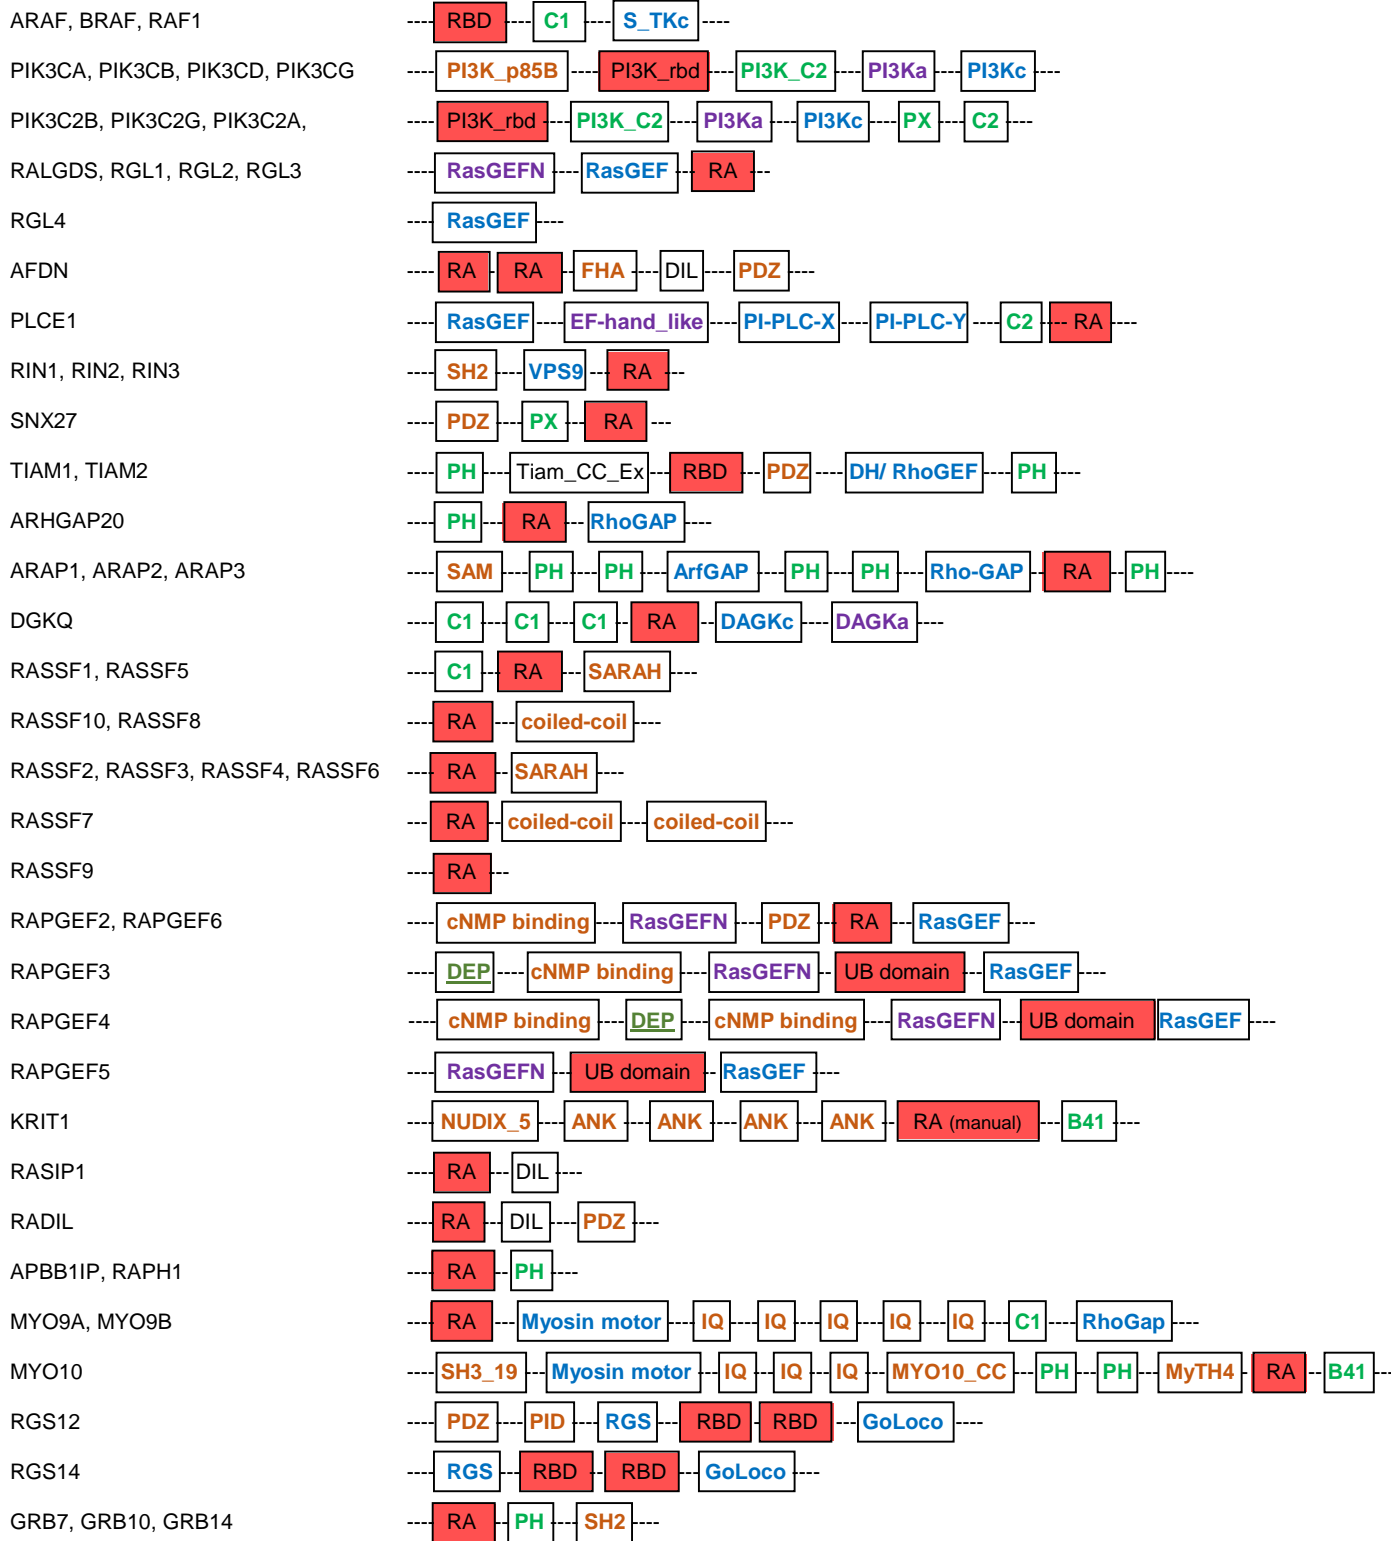 ARAF, BRAF, RAF1 RBD C1 S_TKc
PIK3CA, PIK3CB, PIK3CD, PIK3CG PI3K_p85B PI3K_rbd PI3K_C2 PI3Ka PI3Kc
PIK3C2B, PIK3C2G, PIK3C2A, PI3K_rbd PI3K_C2 PI3Ka PI3Kc PX C2
RALGDS, RGL1, RGL2, RGL3 RasGEFN RasGEF RA
RGL4 RasGEF
AFDN RA RA FHA DIL PDZ
PLCE1 RasGEF EF-hand_like PI-PLC-X PI-PLC-Y C2 RA
RIN1, RIN2, RIN3 SH2 VPS9 RA
SNX27 PDZ PX RA
TIAM1, TIAM2 PH Tiam_CC_Ex RBD PDZ DH/ RhoGEF PH
ARHGAP20 PH RA RhoGAP
ARAP1, ARAP2, ARAP3 SAM PH PH ArfGAP PH PH Rho-GAP RA PH
DGKQ C1 C1 C1 RA DAGKc DAGKa
RASSF1, RASSF5 C1 RA SARAH
RASSF10, RASSF8 RA coiled-coil
RASSF2, RASSF3, RASSF4, RASSF6 RA SARAH
RASSF7 RA coiled-coil coiled-coil
RASSF9 RA
RAPGEF2, RAPGEF6 cNMP binding RasGEFN PDZ RA RasGEF
RAPGEF3 DEP cNMP binding RasGEFN UB domain RasGEF
RAPGEF4 cNMP binding DEP cNMP binding RasGEFN UB domain RasGEF
RAPGEF5 RasGEFN UB domain RasGEF
KRIT1 NUDIX_5 ANK ANK ANK ANK RA (manual) B41
RASIP1 RA DIL
RADIL RA DIL PDZ
APBB1IP, RAPH1 RA PH
MYO9A, MYO9B RA Myosin motor IQ IQ IQ IQ IQ C1 RhoGap
MYO10 SH3_19 Myosin motor IQ IQ IQ MYO10_CC PH PH MyTH4 RA B41
RGS12 PDZ PID RGS RBD RBD GoLoco
RGS14 RGS RBD RBD GoLoco
GRB7, GRB10, GRB14 RA PH SH2